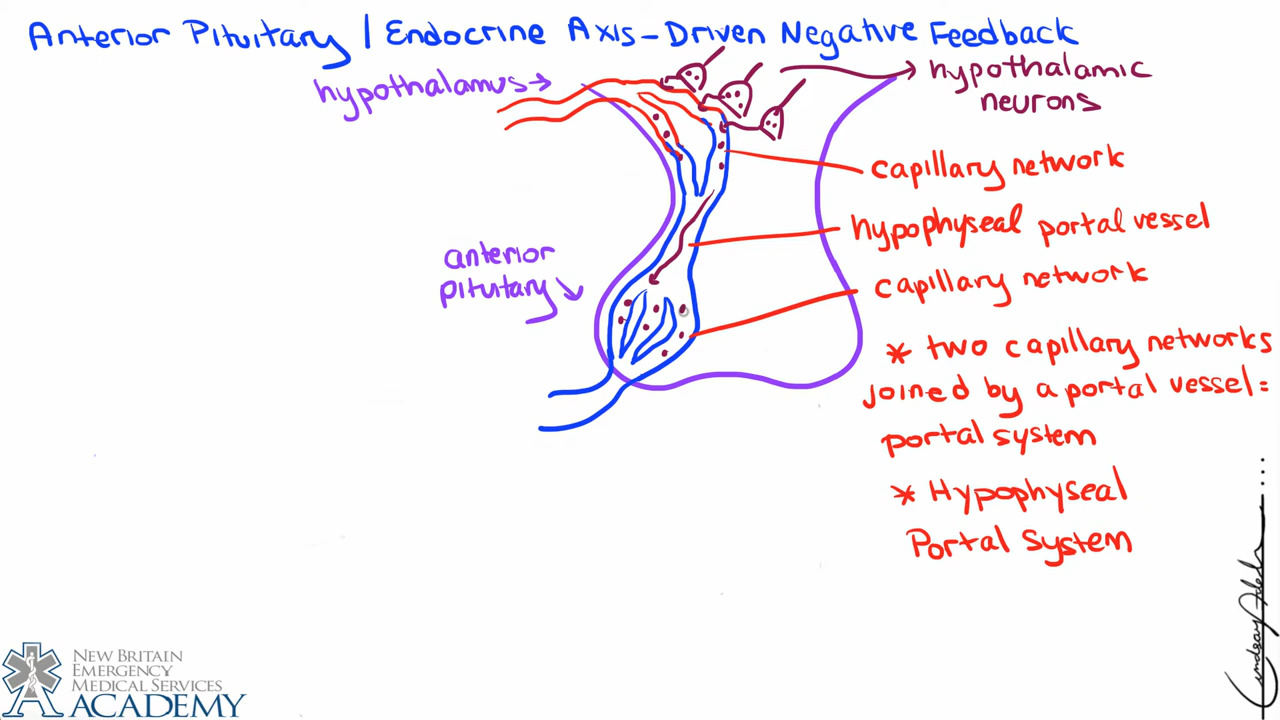 Anterior Pituitary / Endocrine Axis-Driven Negative Feedback
hypothalamus →
hypothalamic
neurons
capillary network
hypophyseal portal vessel
anterior
pituitary
capillary network
* two capillary networks
joined by a portal vessel =
portal system
* Hypophyseal
Portal System
New Britain
Emergency
Medical Services
Academy